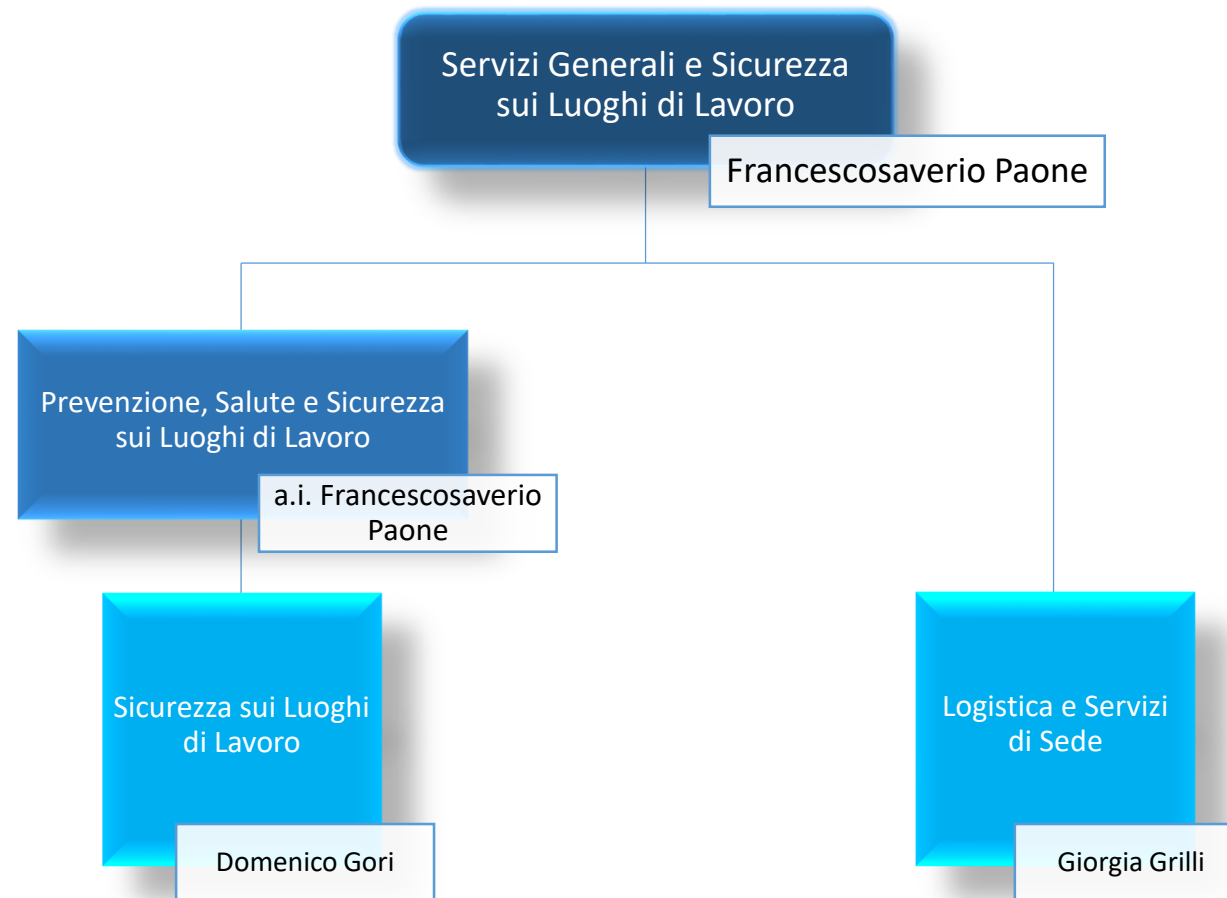 Servizi Generali e Sicurezza
sui Luoghi di Lavoro
Francescosaverio Paone
Prevenzione, Salute e Sicurezza
sui Luoghi di Lavoro
a.i. Francescosaverio
Paone
Sicurezza sui Luoghi
di Lavoro
Domenico Gori
Logistica e Servizi
di Sede
Giorgia Grilli